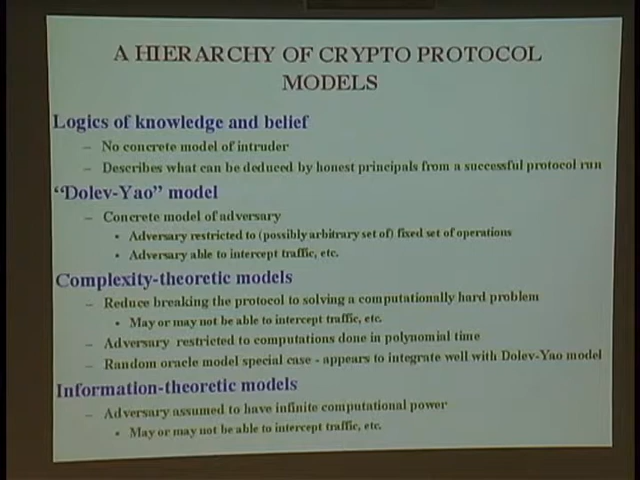 A HIERARCHY OF CRYPTO PROTOCOL
MODELS
Logics of knowledge and belief
– No concrete model of intruder
– Describes what can be deduced by honest principals from a successful protocol run
“Dolev-Yao” model
– Concrete model of adversary
• Adversary restricted to (possibly arbitrary set of) fixed set of operations
• Adversary able to intercept traffic, etc.
Complexity-theoretic models
– Reduce breaking the protocol to solving a computationally hard problem
• May or may not be able to intercept traffic, etc.
– Adversary restricted to computations done in polynomial time
– Random oracle model special case - appears to integrate well with Dolev-Yao model
Information-theoretic models
– Adversary assumed to have infinite computational power
• May or may not be able to intercept traffic, etc.